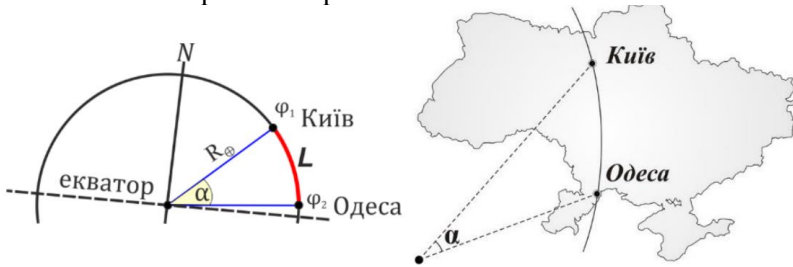 N
φ₁ Київ
R⊕
L
екватор
α
φ₂ Одеса
Київ
Одеса
α